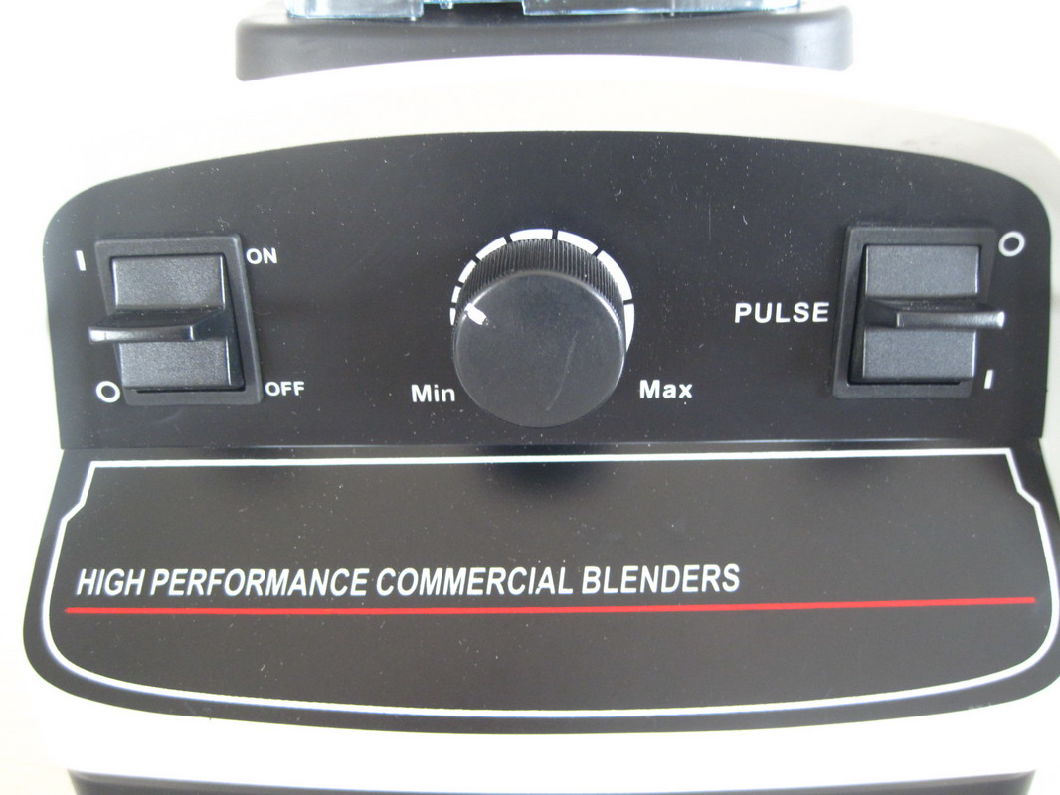 I ON
O OFF
Min Max
PULSE
O
I
HIGH PERFORMANCE COMMERCIAL BLENDERS